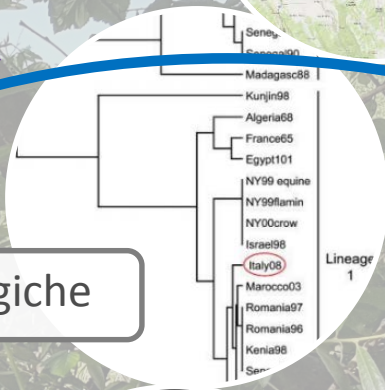 Madagasc88
Kunjin98
Algeria68
France65
Egypt101
NY99 equine
NY99flamin
NY00crow
Israel98
Italy08
Lineage
1
Marocco03
giche
Romania97
Romania96
Kenia98